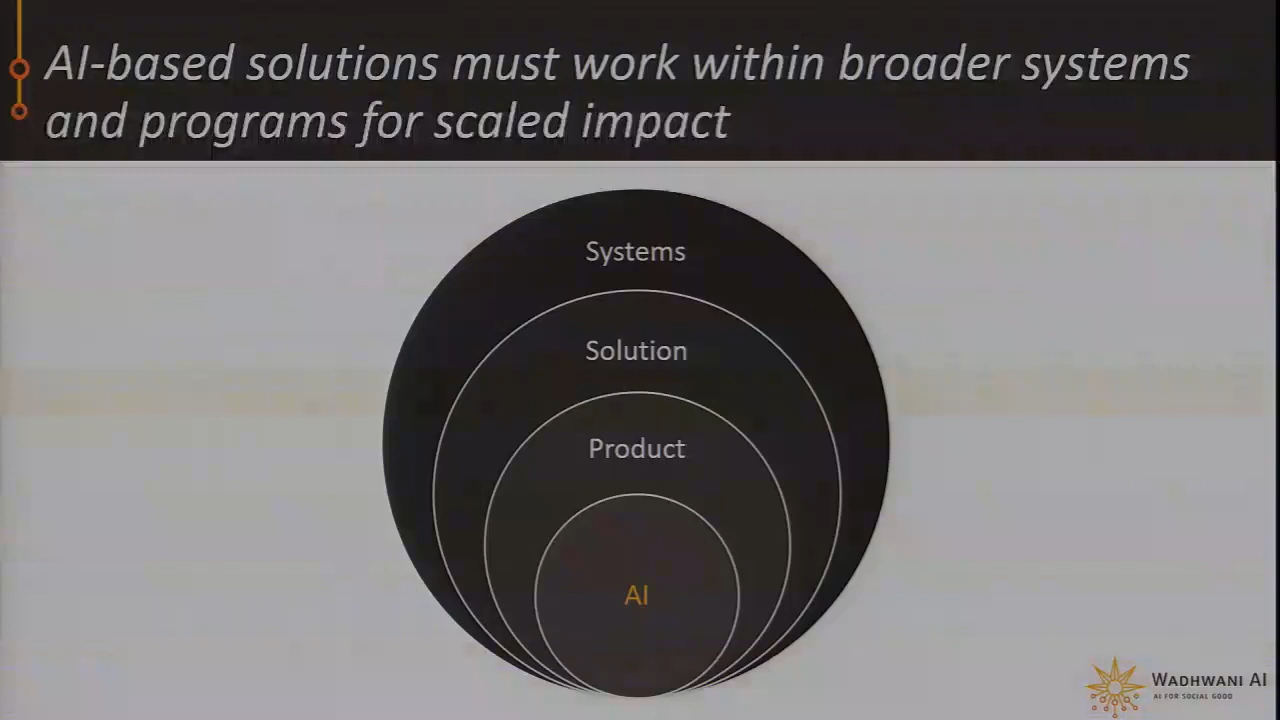 AI-based solutions must work within broader systems
and programs for scaled impact
Systems
Solution
Product
AI
WADHWANI AI
AI FOR SOCIAL GOOD